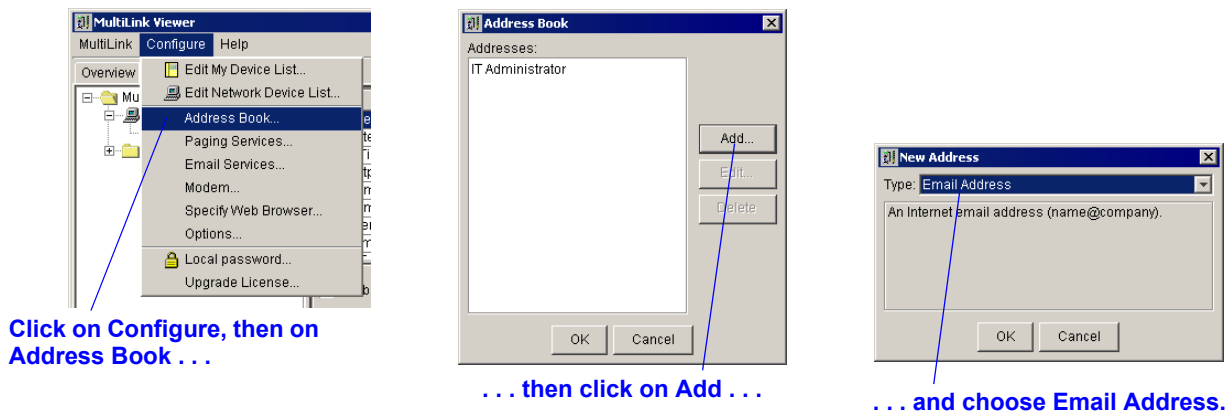 MultiLink Viewer
MultiLink Configure Help
Overview
Edit My Device List...
Edit Network Device List...
Address Book...
Paging Services...
Email Services...
Modem...
Specify Web Browser...
Options...
Local password...
Upgrade License...
Mu
Click on Configure, then on
Address Book . . .
Address Book
Addresses:
IT Administrator
Add...
Edit...
Delete
OK Cancel
. . . then click on Add . . .
New Address
Type: Email Address
An Internet email address (name@company).
OK Cancel
. . . and choose Email Address.